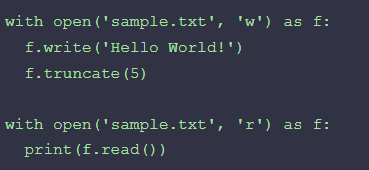 with open('sample.txt', 'w') as f:
  f.write('Hello World!')
  f.truncate(5)

with open('sample.txt', 'r') as f:
  print(f.read())